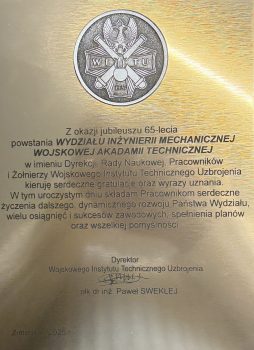 WITU
Z okazji jubileuszu 65-lecia
powstania WYDZIAŁU INŻYNIERII MECHANICZNEJ
WOJSKOWEJ AKADAMII TECHNICZNEJ
w imieniu Dyrekcji, Rady Naukowej, Pracowników
i Żołnierzy Wojskowego Instytutu Technicznego Uzbrojenia
kieruję serdeczne gratulacje oraz wyrazy uznania.
W tym uroczystym dniu składam Pracownikom serdeczne
życzenia dalszego, dynamicznego rozwoju Państwa Wydziału,
wielu osiągnięć i sukcesów zawodowych, spełnienia planów
oraz wszelkiej pomyślności
Dyrektor
Wojskowego Instytutu Technicznego Uzbrojenia
płk dr inż. Paweł SWEKLEJ